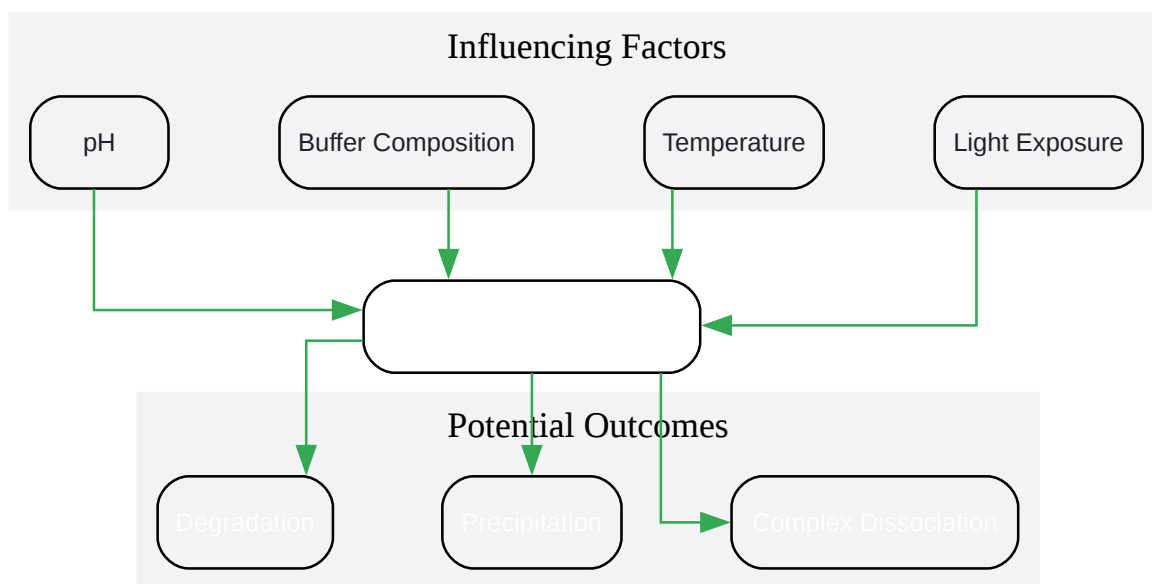 Influencing Factors
pH
Buffer Composition
Temperature
Light Exposure
Potential Outcomes
Degradation
Precipitation
Complex Dissociation